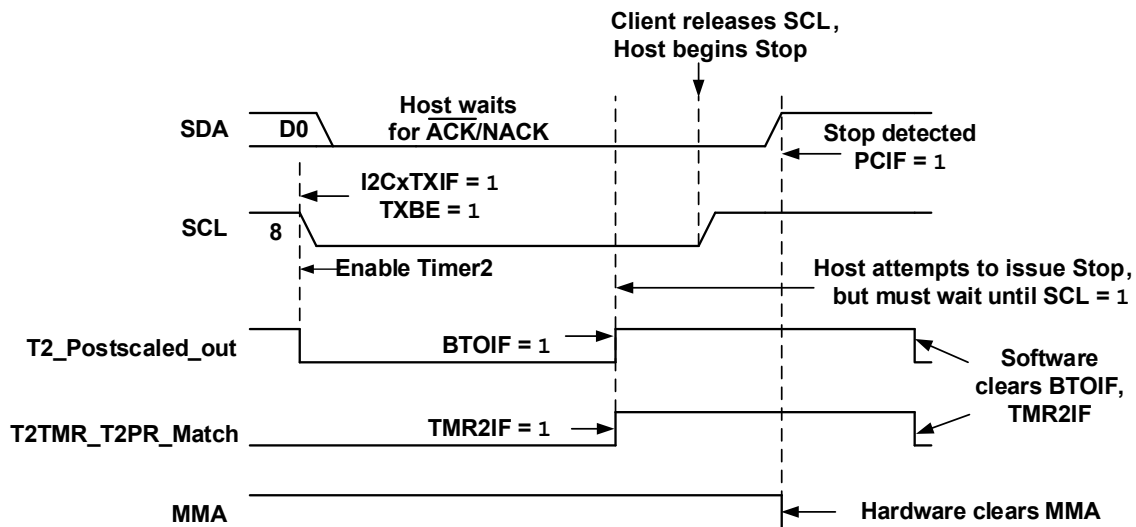 Client releases SCL,
Host begins Stop
SDA
D0
Host waits
for ACK/NACK
Stop detected
PCIF = 1
I2CxTXIF = 1
TXBE = 1
SCL
8
Enable Timer2
Host attempts to issue Stop,
but must wait until SCL = 1
T2_Postscaled_out
BTOIF = 1
Software
clears BTOIF,
TMR2IF
T2TMR_T2PR_Match
TMR2IF = 1
MMA
Hardware clears MMA